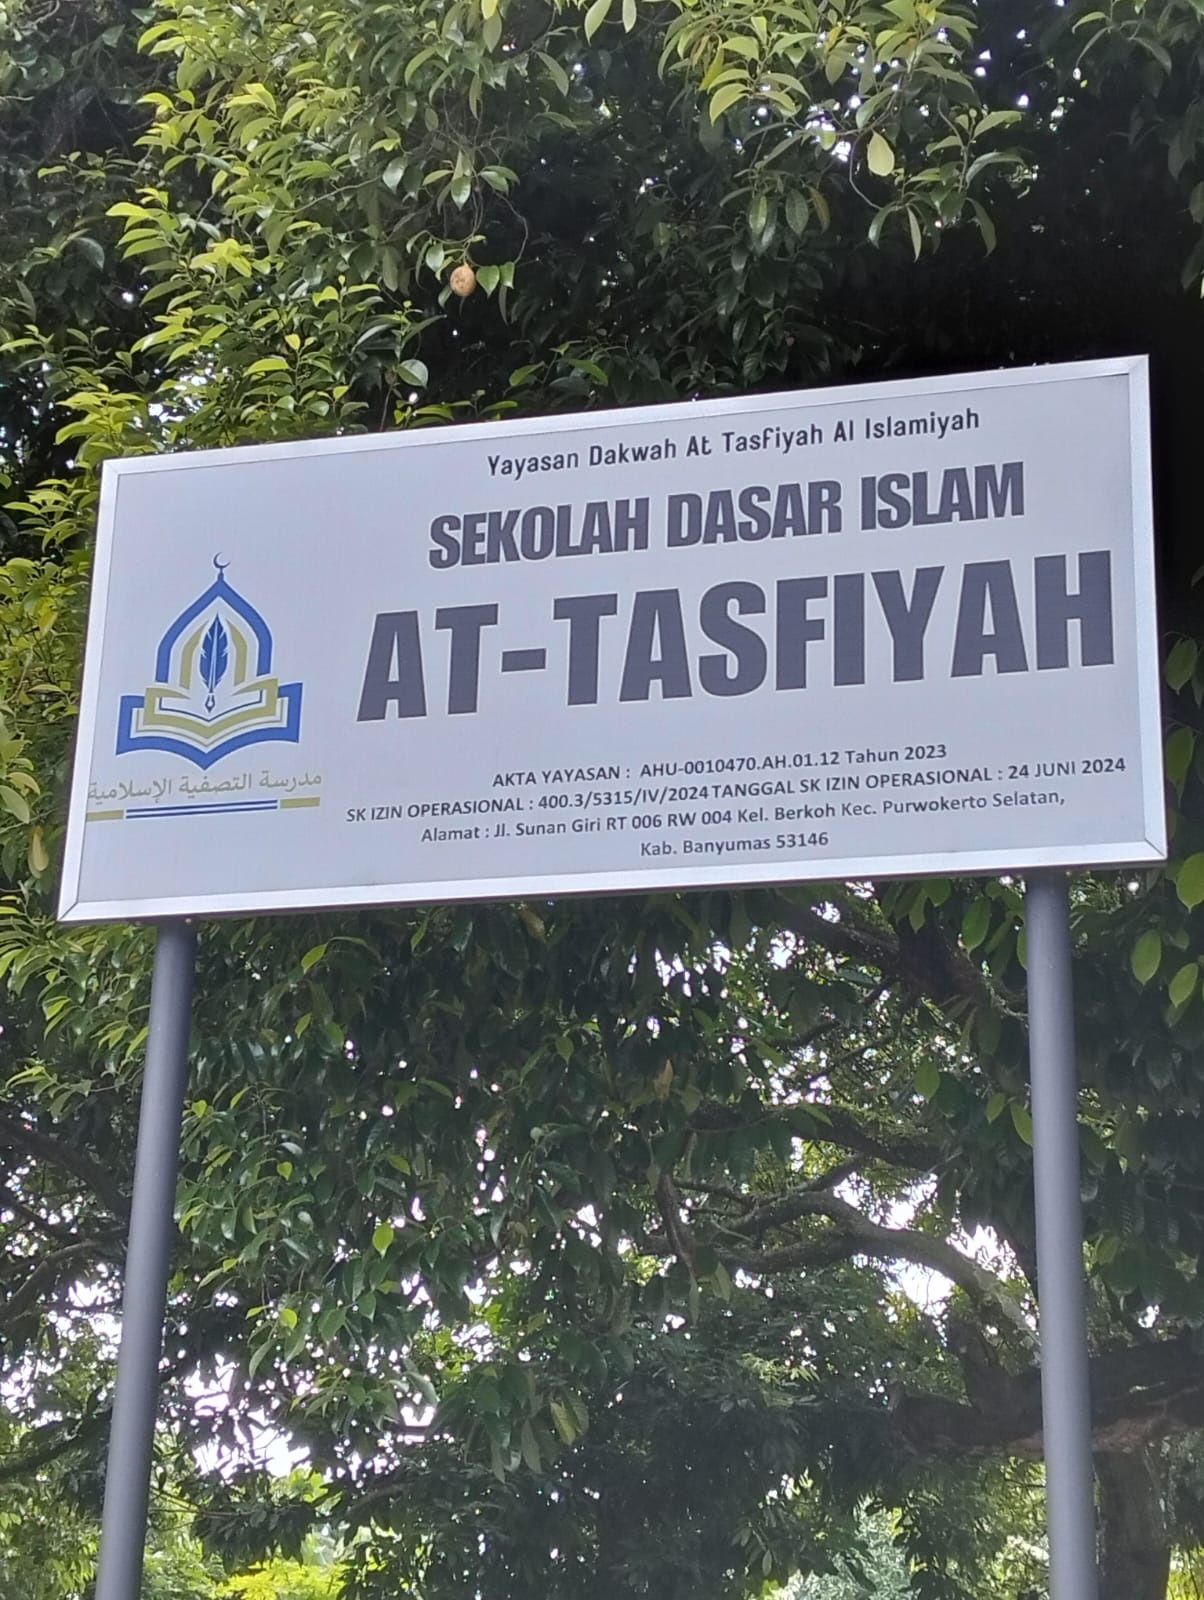 Yayasan Dakwah At Tasfiyah Al Islamiyah
SEKOLAH DASAR ISLAM
AT-TASFIYAH
مدرسة التصفية الإسلامية
AKTA YAYASAN : AHU-0010470.AH.01.12 Tahun 2023
SK IZIN OPERASIONAL : 400.3/5315/IV/2024 TANGGAL SK IZIN OPERASIONAL : 24 JUNI 2024
Alamat : Jl. Sunan Giri RT 006 RW 004 Kel. Berkoh Kec. Purwokerto Selatan,
Kab. Banyumas 53146